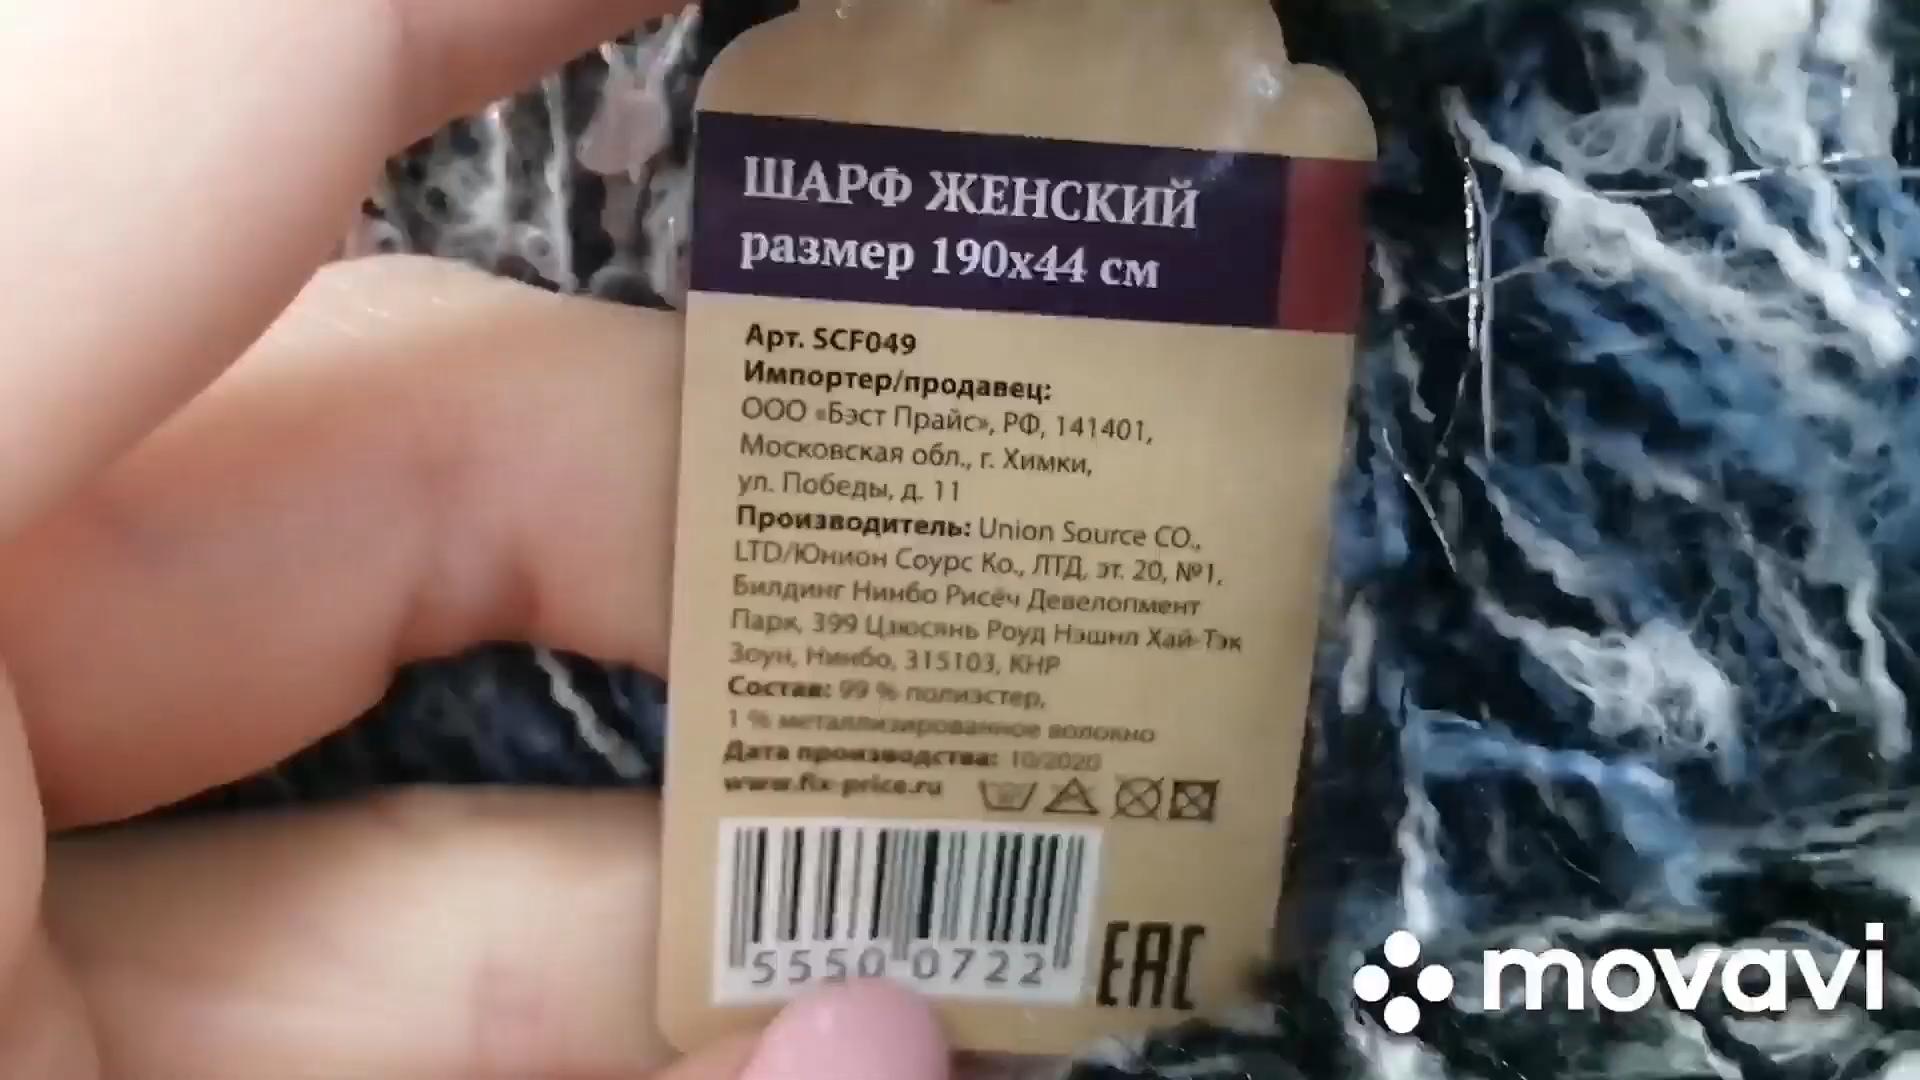 ШАРФ ЖЕНСКИЙ
размер 190х44 см
Арт. SCF049
Импортер/продавец:
ООО «Бэст Прайс», РФ, 141401,
Московская обл., г. Химки,
ул. Победы, д. 11
Производитель: Union Source CO.,
LTD/Юнион Соурс Ко., ЛТД, эт. 20, №1,
Билдинг Нинбо Рисёч Девелопмент
Парк, 399 Цзюсянь Роуд Нэшнл Хай-Тэк
Зоун, Нинбо, 315103, КНР
Состав: 99 % полиэстер,
1 % металлизированное волокно
Дата производства: 10/2020
www.fix-price.ru
5550 0722
EAC
movavi